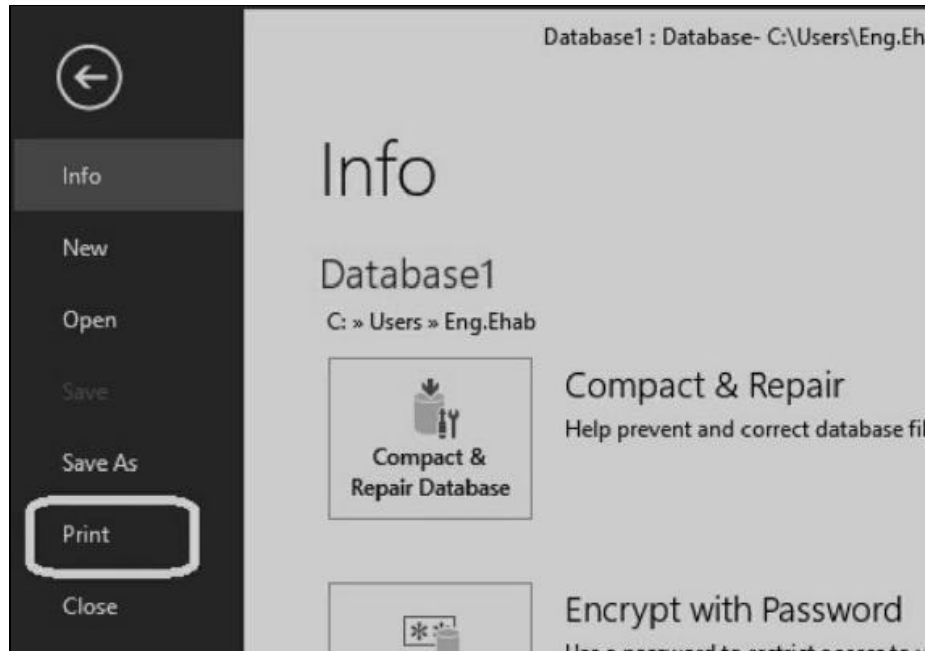 Database1 : Database- C:\Users\Eng.Eh
Info
New
Open
Save
Save As
Print
Close
Info
Database1
C: » Users » Eng.Ehab
Compact &
Repair Database
Compact & Repair
Help prevent and correct database fil
Encrypt with Password